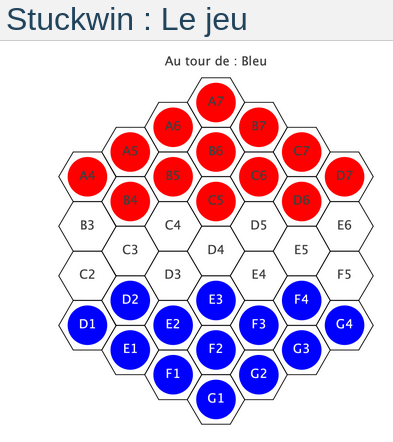 Stuckwin : Le jeu
Au tour de : Bleu
A7
A6 B7
A5 B6 C7
A4 B5 C6 D7
B4 C5 D6
B3 C4 D5 E6
C3 D4 E5
C2 D3 E4 F5
D2 E3 F4
D1 E2 F3 G4
E1 F2 G3
F1 G2
G1